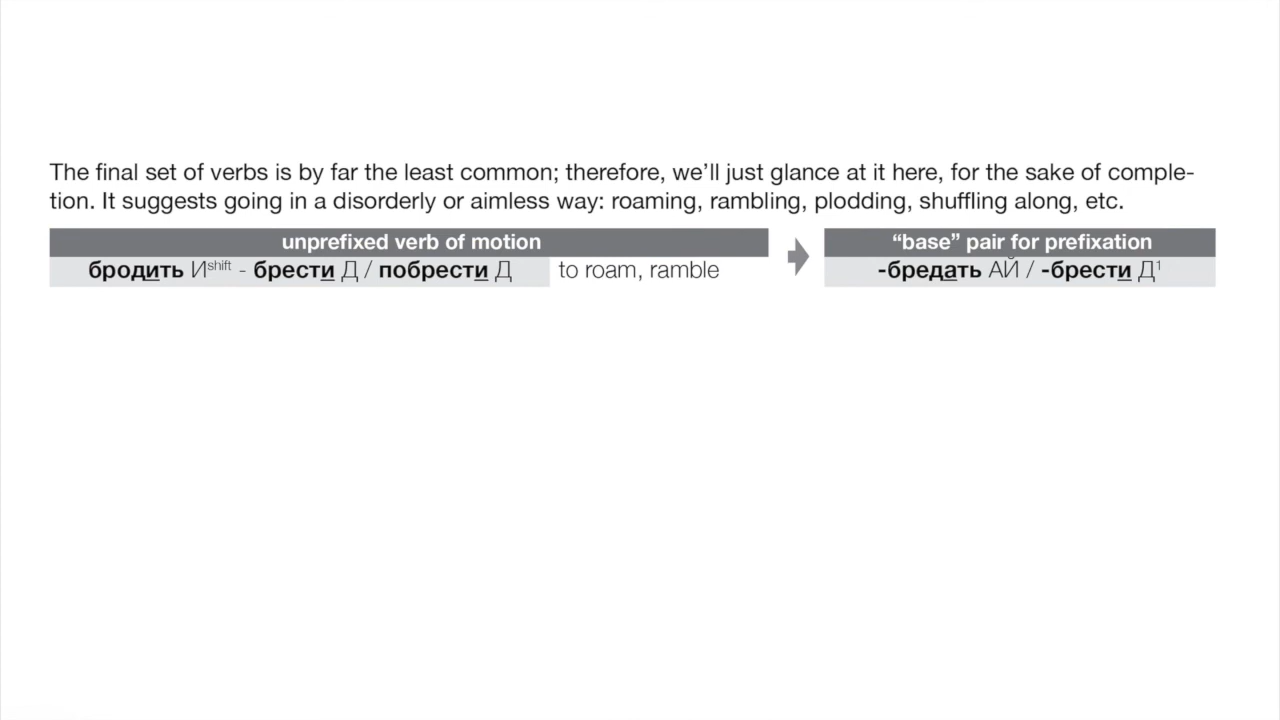 The final set of verbs is by far the least common; therefore, we’ll just glance at it here, for the sake of comple-
tion. It suggests going in a disorderly or aimless way: roaming, rambling, plodding, shuffling along, etc.
unprefixed verb of motion
бродить Иshift - брести Д / побрести Д to roam, ramble
“base” pair for prefixation
-бредать АЙ / -брести Д¹